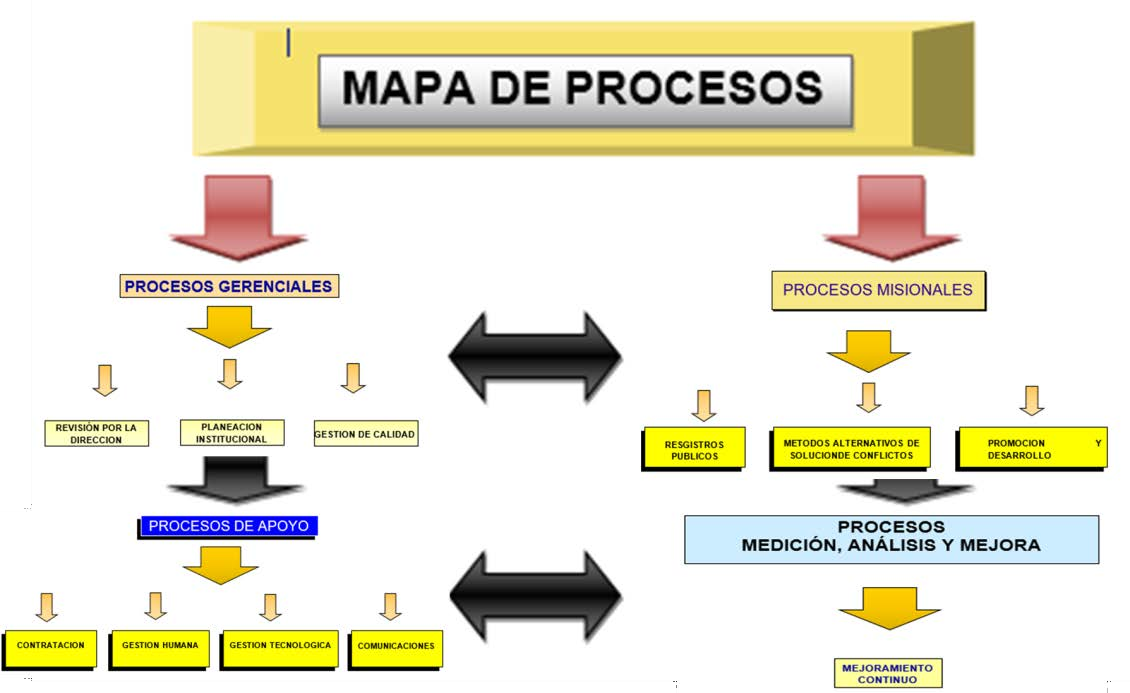 MAPA DE PROCESOS
PROCESOS GERENCIALES
PROCESOS MISIONALES
REVISIÓN POR LA
DIRECCION
PLANEACION
INSTITUCIONAL
GESTION DE CALIDAD
RESGISTROS
PUBLICOS
METODOS ALTERNATIVOS DE
SOLUCIONDE CONFLICTOS
PROMOCION Y
DESARROLLO
PROCESOS DE APOYO
PROCESOS
MEDICIÓN, ANÁLISIS Y MEJORA
CONTRATACION
GESTION HUMANA
GESTION TECNOLOGICA
COMUNICACIONES
MEJORAMIENTO
CONTINUO